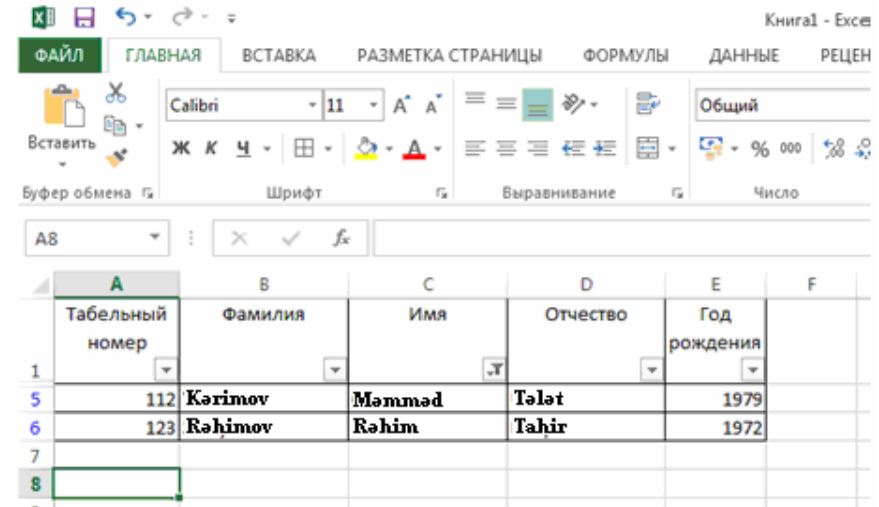 Книга1 - Exce
ФАЙЛ ГЛАВНАЯ ВСТАВКА РАЗМЕТКА СТРАНИЦЫ ФОРМУЛЫ ДАННЫЕ РЕЦЕН
Calibri 11 A A Общий
Вставить Ж К Ч % 000
Буфер обмена Шрифт Выравнивание Число
A8 fx
A B C D E F
Табельный Фамилия Имя Отчество Год
номер рождения
1
5 112 Kərimov Məmməd Tələt 1979
6 123 Rəhimov Rəhim Tahir 1972
7
8